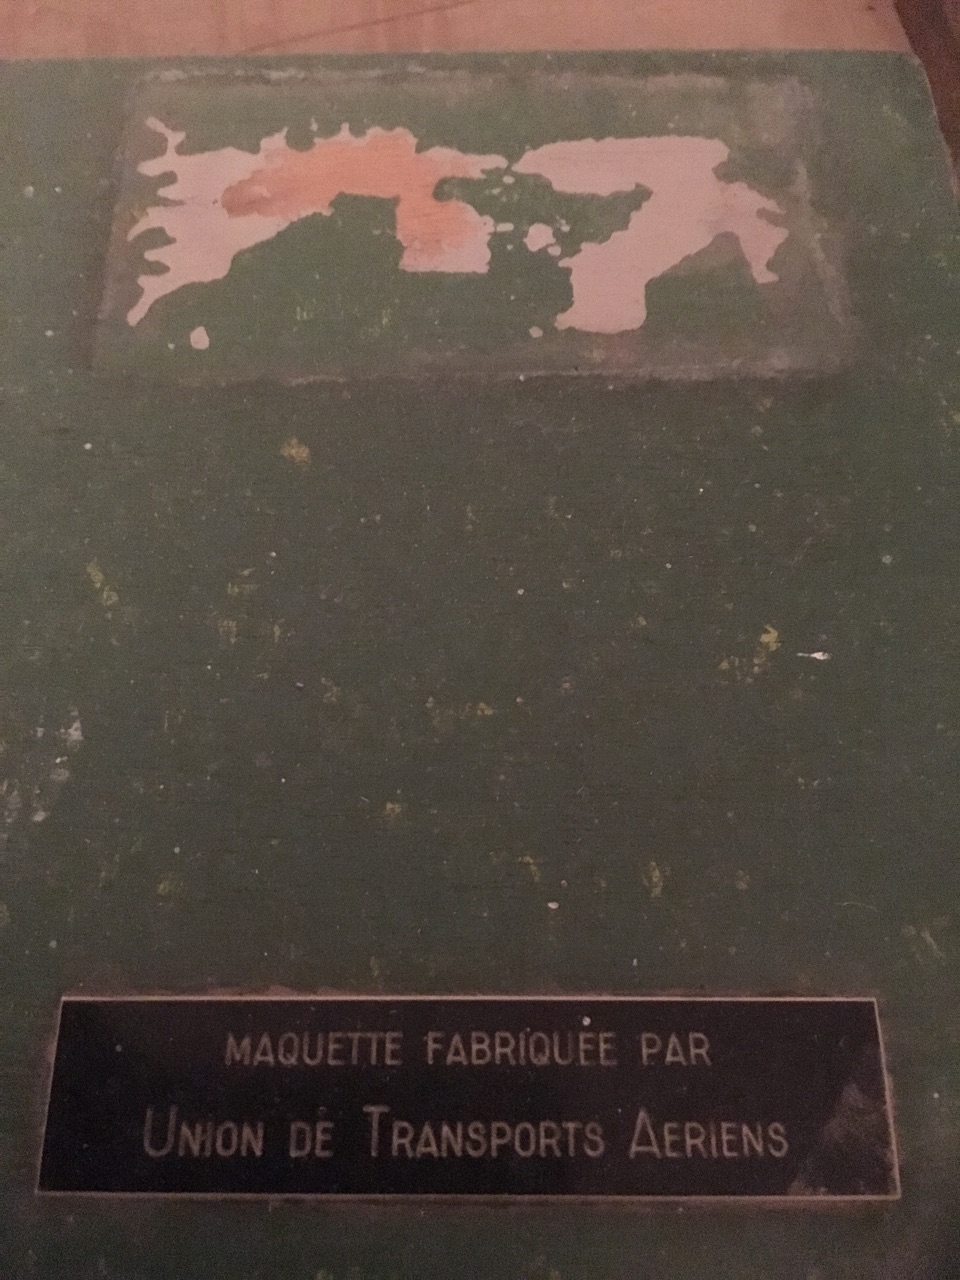 MAQUETTE FABRIQUÉE PAR
UNION DE TRANSPORTS AERIENS